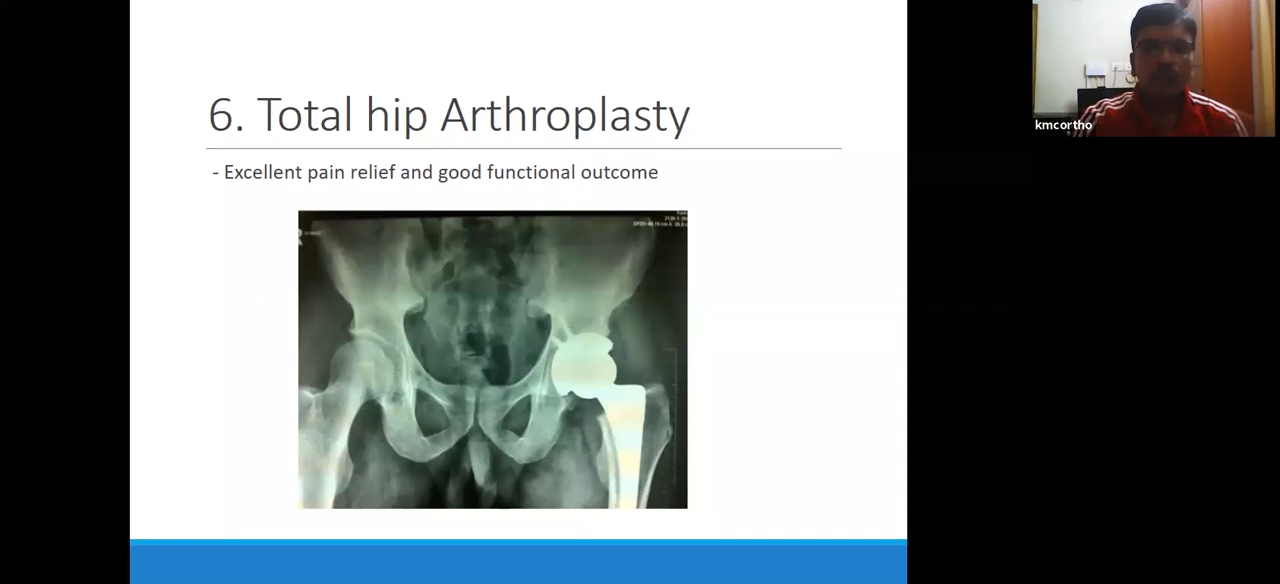 6. Total hip Arthroplasty
- Excellent pain relief and good functional outcome
R
kmcortho